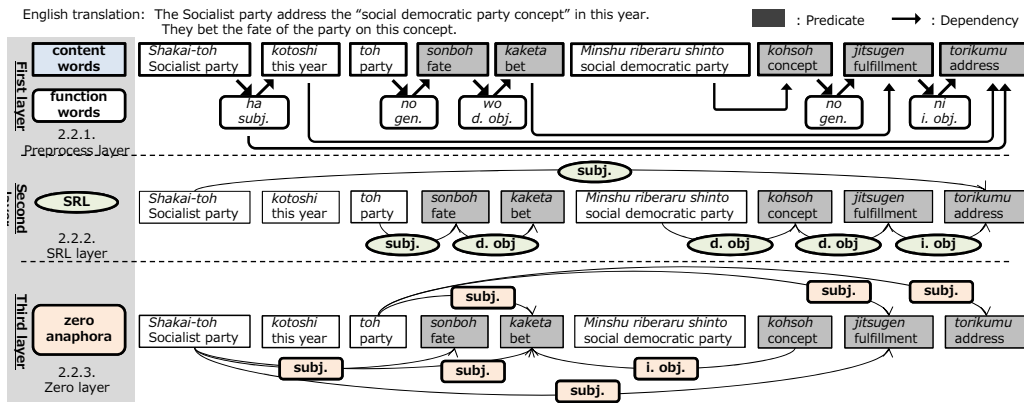 English translation: The Socialist party address the “social democratic party concept” in this year.
They bet the fate of the party on this concept.
: Predicate
: Dependency
First layer
content words
function words
2.2.1.
Preprocess layer
Shakai-toh kotoshi toh sonboh kaketa Minshu riberaru shinto kohsoh jitsugen torikumu
Socialist party this year party fate bet social democratic party concept fulfillment address
ha no wo no ni
subj. gen. d. obj. gen. i. obj.
Second
SRL
2.2.2.
SRL layer
subj.
Shakai-toh kotoshi toh sonboh kaketa Minshu riberaru shinto kohsoh jitsugen torikumu
Socialist party this year party fate bet social democratic party concept fulfillment address
subj. d. obj d. obj d. obj i. obj
Third layer
zero anaphora
2.2.3.
Zero layer
subj. subj. subj.
Shakai-toh kotoshi toh sonboh kaketa Minshu riberaru shinto kohsoh jitsugen torikumu
Socialist party this year party fate bet social democratic party concept fulfillment address
subj. subj. i. obj.
subj.